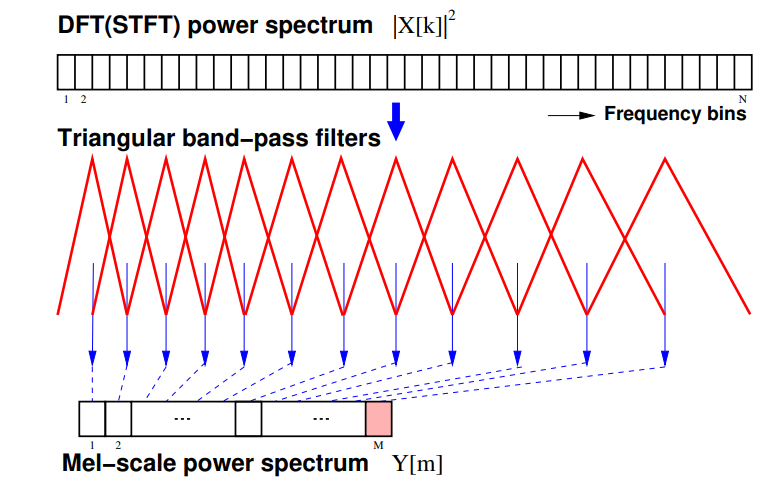 DFT(STFT) power spectrum |X[k]|²
1 2 N
Frequency bins
Triangular band−pass filters
... ...
1 2 M
Mel−scale power spectrum Y[m]